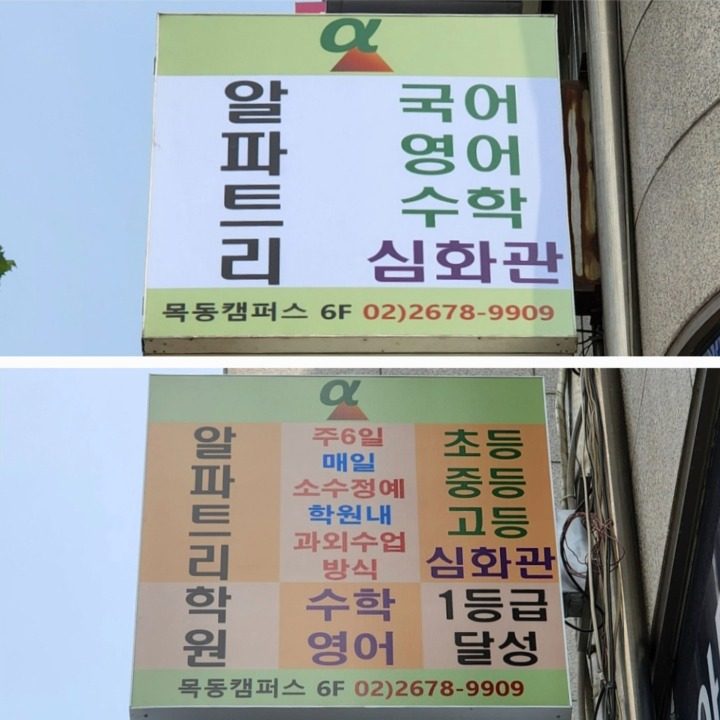 α
알파트리
국어
영어
수학
심화관
목동캠퍼스 6F 02)2678-9909
α
알파트리학원
주6일
매일
소수정예
학원내
과외수업
방식
초등
중등
고등
심화관
수학
영어
1등급
달성
목동캠퍼스 6F 02)2678-9909